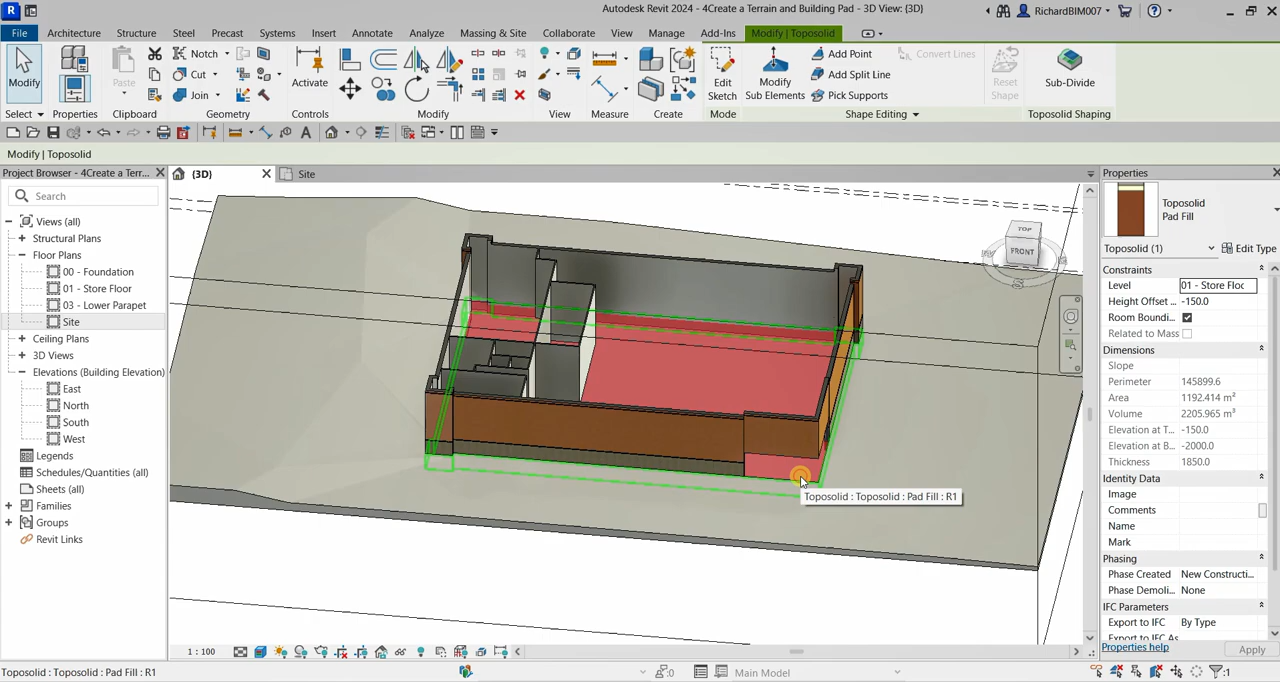 R Autodesk Revit 2024 - 4Create a Terrain and Building Pad - 3D View: {3D} RichardBIM007
File Architecture Structure Steel Precast Systems Insert Annotate Analyze Massing & Site Collaborate View Manage Add-Ins Modify | Toposolid
Modify Paste Notch Cut Join Activate Edit Sketch Modify Sub Elements Add Point Add Split Line Pick Supports Convert Lines Reset Shape Sub-Divide
Select Properties Clipboard Geometry Controls Modify View Measure Create Mode Shape Editing Toposolid Shaping
Modify | Toposolid
Project Browser - 4Create a Terr...
Search
Views (all)
Structural Plans
Floor Plans
00 - Foundation
01 - Store Floor
03 - Lower Parapet
Site
Ceiling Plans
3D Views
Elevations (Building Elevation)
East
North
South
West
Legends
Schedules/Quantities (all)
Sheets (all)
Families
Groups
Revit Links
{3D} Site
TOP
FRONT
Toposolid : Toposolid : Pad Fill : R1
Properties
Toposolid
Pad Fill
Toposolid (1) Edit Type
Constraints
Level 01 - Store Floc
Height Offset ... -150.0
Room Boundi...
Related to Mass
Dimensions
Slope
Perimeter 145899.6
Area 1192.414 m²
Volume 2205.965 m³
Elevation at T... -150.0
Elevation at B... -2000.0
Thickness 1850.0
Identity Data
Image
Comments
Name
Mark
Phasing
Phase Created New Constructi...
Phase Demoli... None
IFC Parameters
Export to IFC By Type
Export to IFC As
Properties help Apply
1 : 100
Toposolid : Toposolid : Pad Fill : R1 :0 Main Model :1